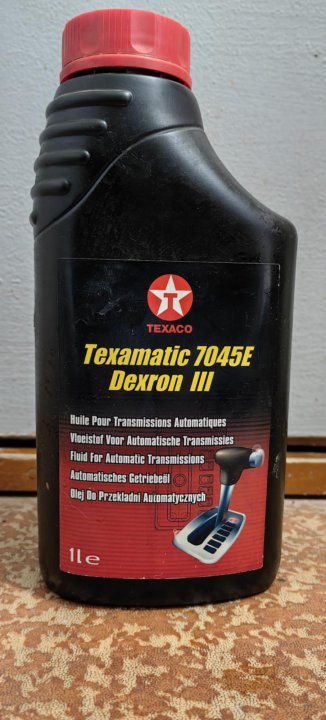 T
TEXACO
Texamatic 7045E
Dexron III
Huile Pour Transmissions Automatiques
Vloeistof Voor Automatische Transmissies
Fluid For Automatic Transmissions
Automatisches Getriebeöl
Olej Do Przekładni Automatycznych
1l e